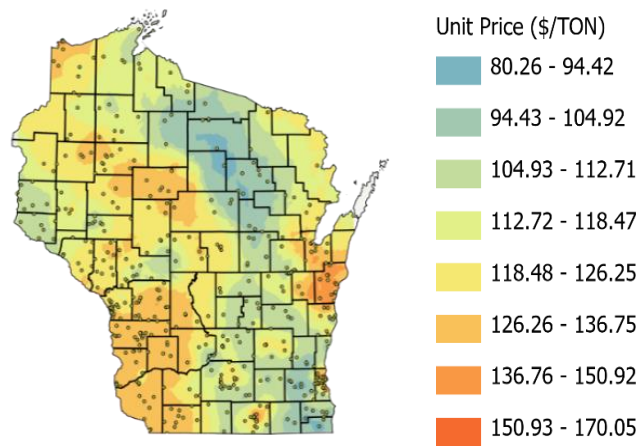 Unit Price ($/TON)
80.26 - 94.42
94.43 - 104.92
104.93 - 112.71
112.72 - 118.47
118.48 - 126.25
126.26 - 136.75
136.76 - 150.92
150.93 - 170.05